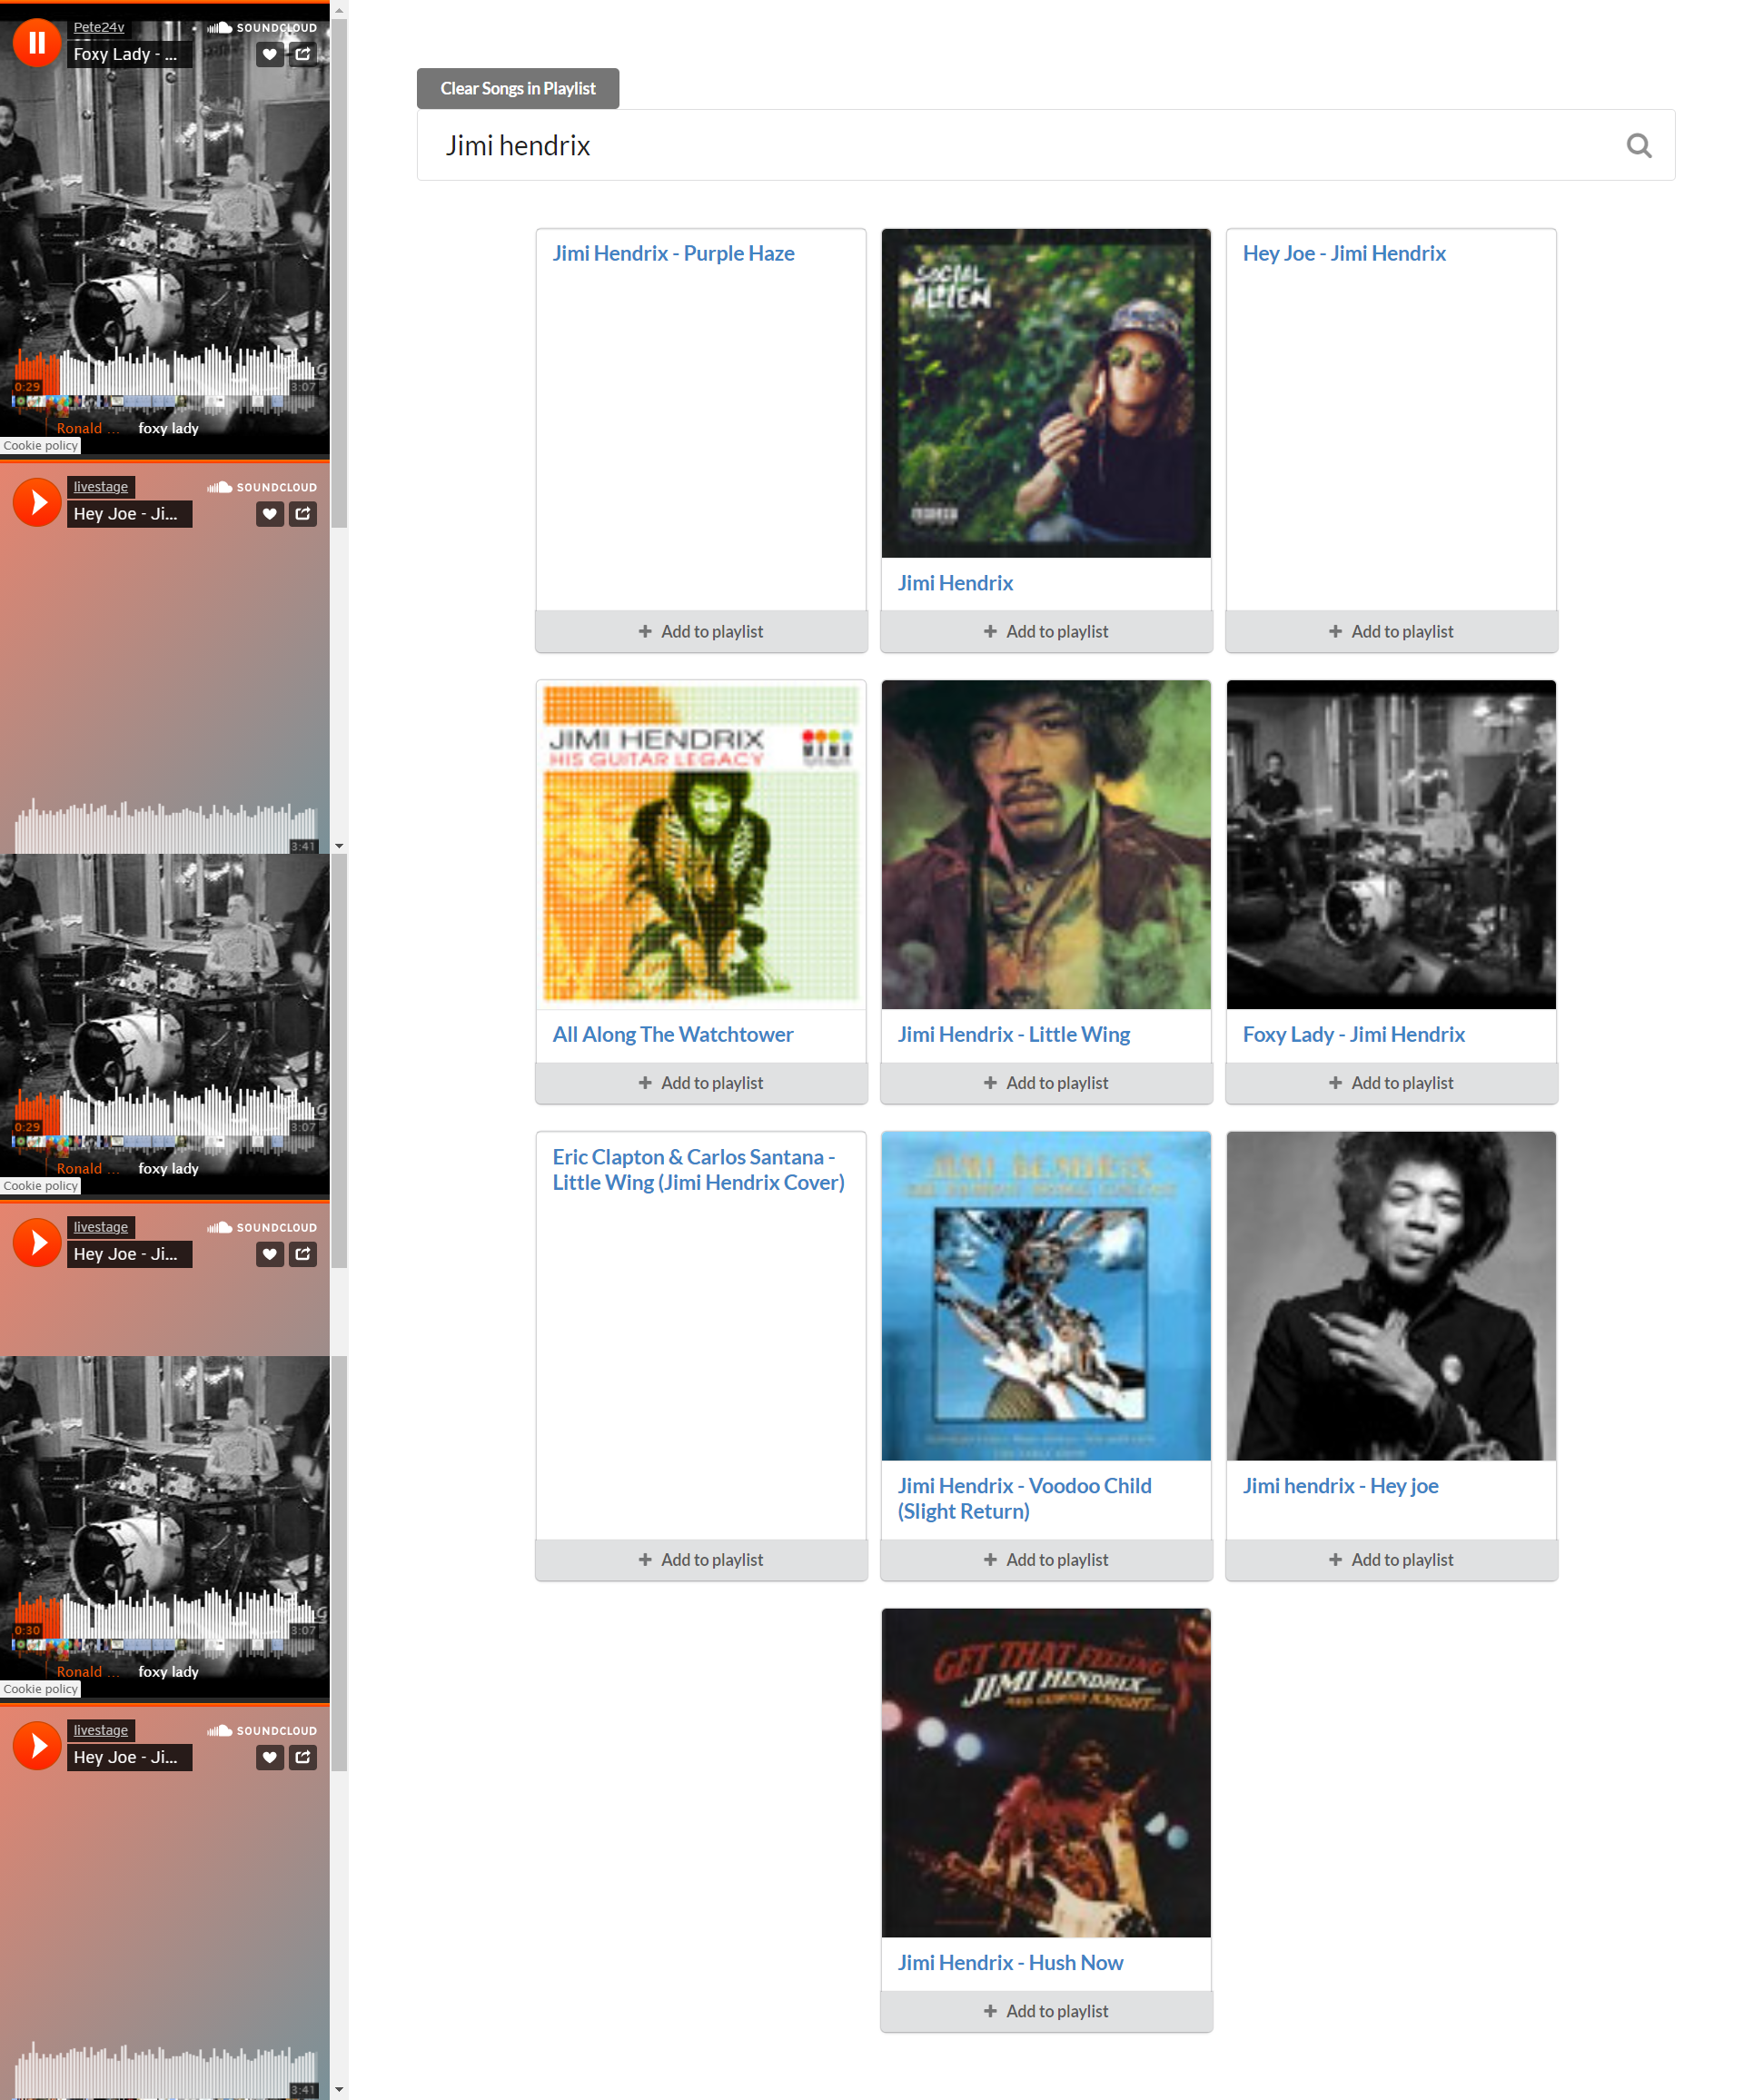 Pete24v
SOUNDCLOUD
Foxy Lady - ...
0:29
3:07
Ronald ...
foxy lady
Cookie policy
livestage
SOUNDCLOUD
Hey Joe - Ji...
3:41
0:29
3:07
Ronald ...
foxy lady
Cookie policy
livestage
SOUNDCLOUD
Hey Joe - Ji...
0:30
3:07
Ronald ...
foxy lady
Cookie policy
livestage
SOUNDCLOUD
Hey Joe - Ji...
3:41
Clear Songs in Playlist
Jimi hendrix
Jimi Hendrix - Purple Haze
Add to playlist
SOCIAL
ALIEN
Jimi Hendrix
Add to playlist
Hey Joe - Jimi Hendrix
Add to playlist
JIMI HENDRIX
HIS GUITAR LEGACY
All Along The Watchtower
Add to playlist
Jimi Hendrix - Little Wing
Add to playlist
Foxy Lady - Jimi Hendrix
Add to playlist
Eric Clapton & Carlos Santana -
Little Wing (Jimi Hendrix Cover)
Add to playlist
JIMI HENDRIX
Jimi Hendrix - Voodoo Child
(Slight Return)
Add to playlist
Jimi hendrix - Hey joe
Add to playlist
GET THAT FEELING
JIMI HENDRIX
AND CURTIS KNIGHT
Jimi Hendrix - Hush Now
Add to playlist